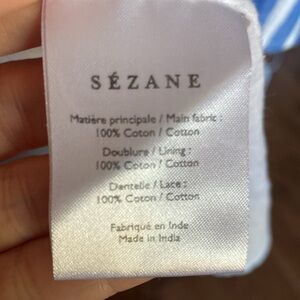 SÉZANE
Matière principale / Main fabric :
100% Coton / Cotton
Doublure / Lining :
100% Coton / Cotton
Dentelle / Lace :
100% Coton / Cotton
Fabriqué en Inde
Made in India